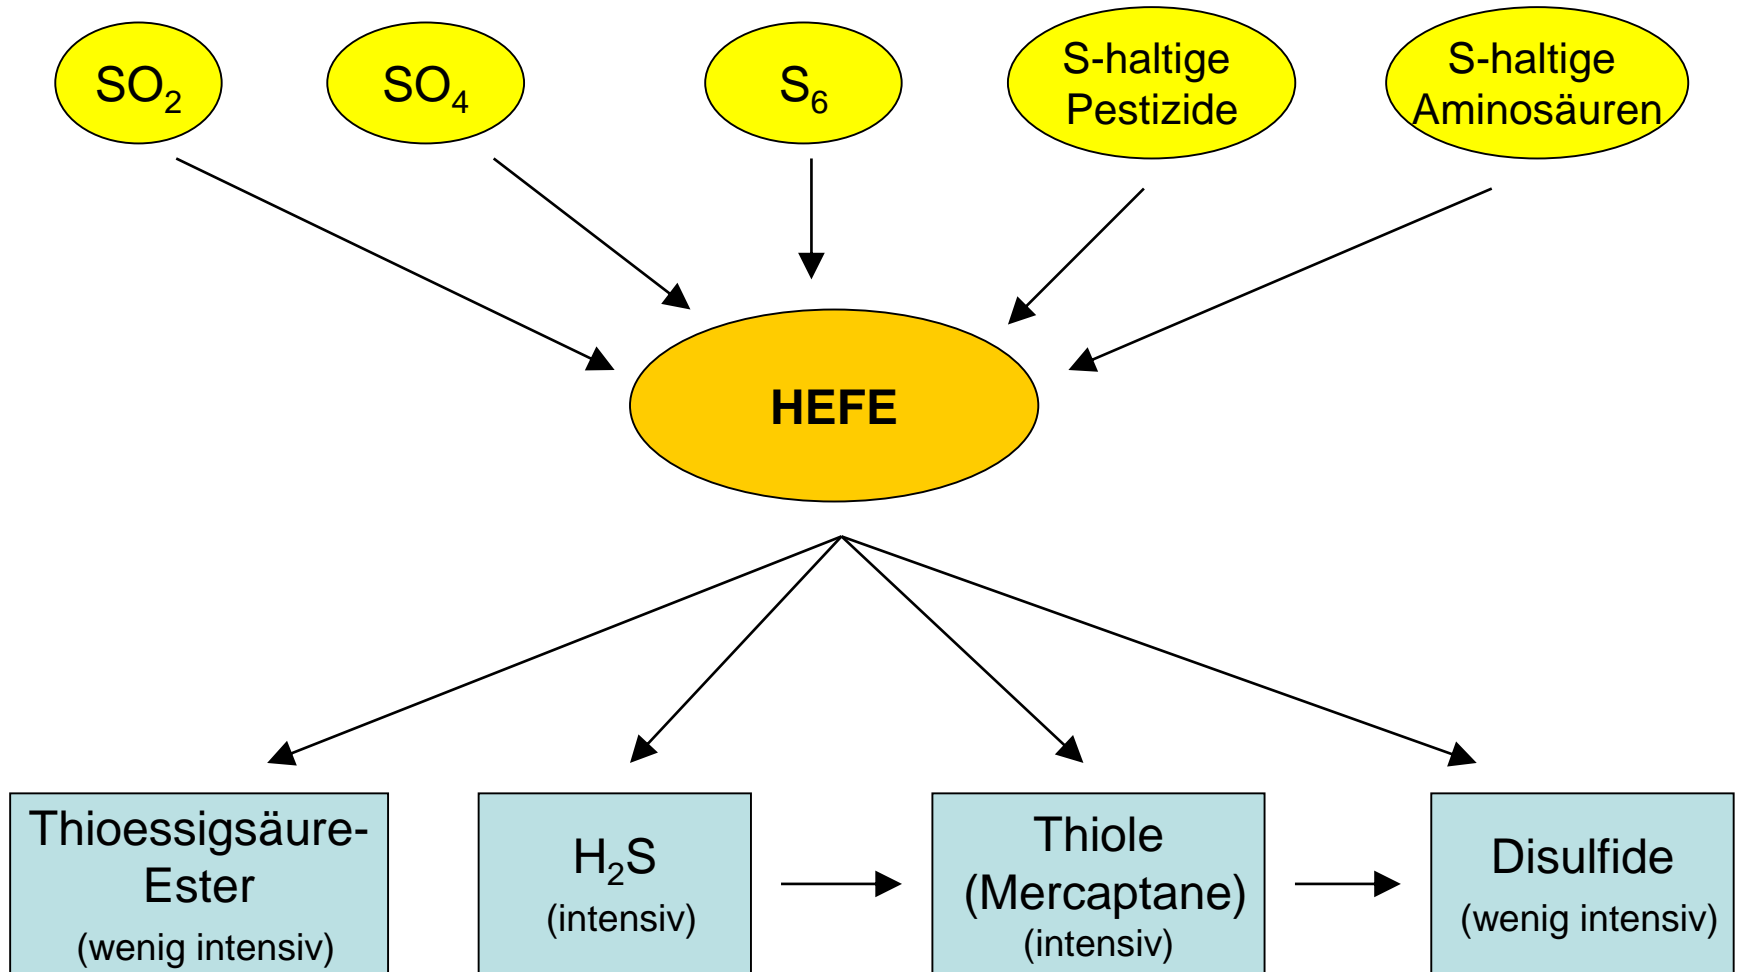 SO₂
SO₄
S₆
S-haltige
Pestizide
S-haltige
Aminosäuren
HEFE
Thioessigsäure-
Ester
(wenig intensiv)
H₂S
(intensiv)
Thiole
(Mercaptane)
(intensiv)
Disulfide
(wenig intensiv)